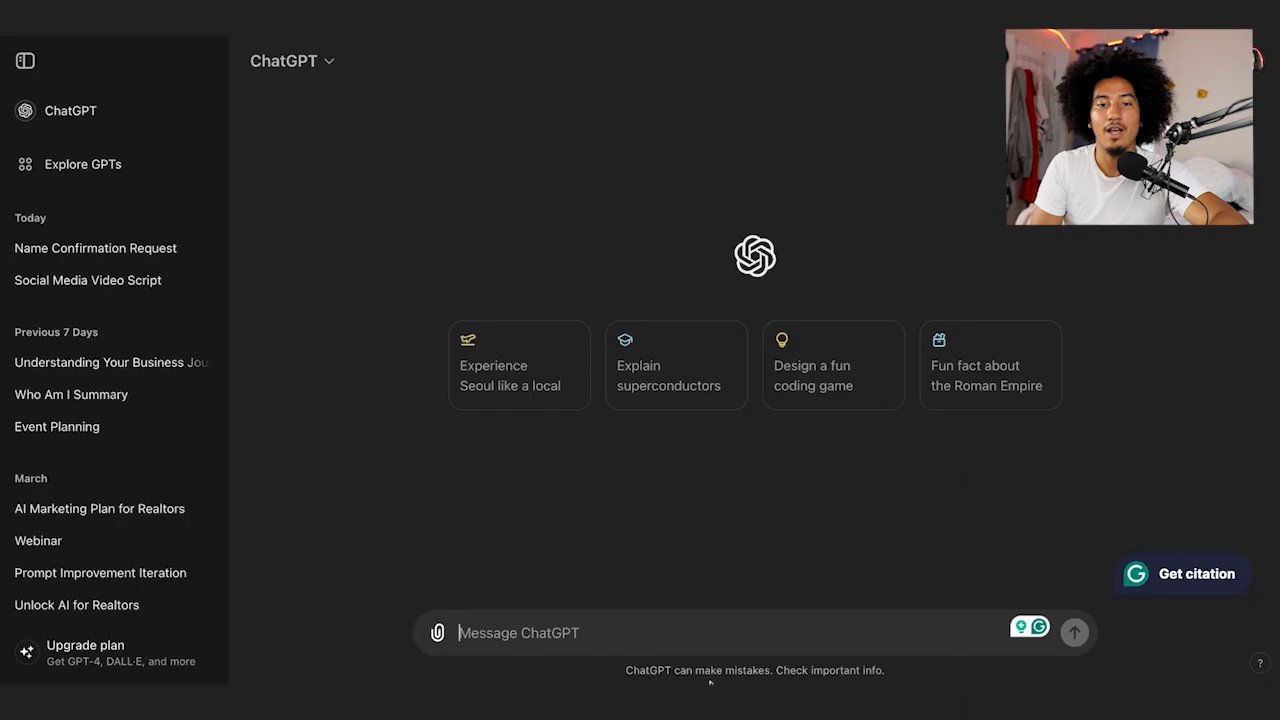 ChatGPT
ChatGPT
Explore GPTs
Today
Name Confirmation Request
Social Media Video Script
Previous 7 Days
Understanding Your Business Jou
Who Am I Summary
Event Planning
March
AI Marketing Plan for Realtors
Webinar
Prompt Improvement Iteration
Unlock AI for Realtors
Upgrade plan
Get GPT-4, DALL·E, and more
Experience
Seoul like a local
Explain
superconductors
Design a fun
coding game
Fun fact about
the Roman Empire
Get citation
Message ChatGPT
ChatGPT can make mistakes. Check important info.
?